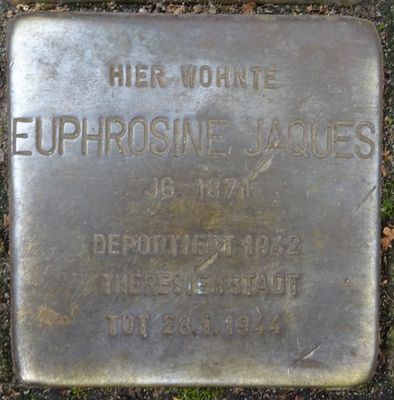 HIER WOHNTE
EUPHROSINE JAQUES
JG. 1871
DEPORTIERT 1942
THERESIENSTADT
TOT 28.1.1944